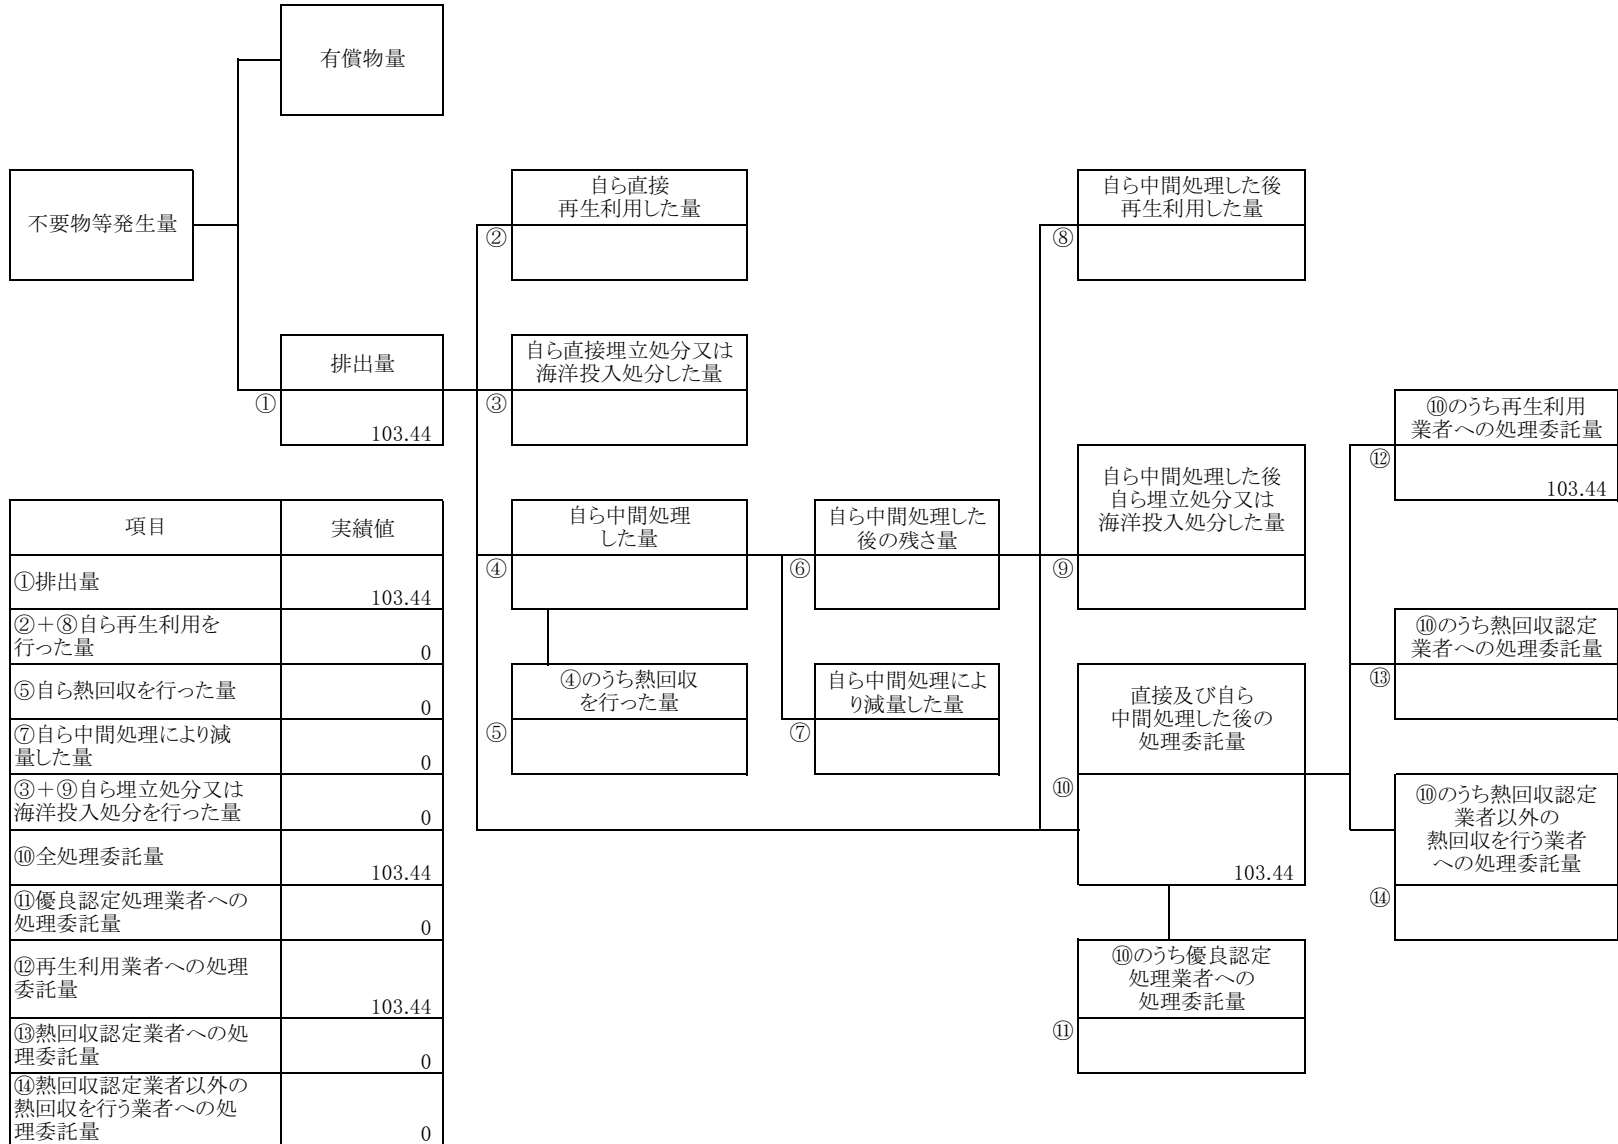 有償物量
不要物等発生量
自ら直接
再生利用した量
②
自ら中間処理した後
再生利用した量
⑧
排出量
①
103.44
自ら直接埋立処分又は
海洋投入処分した量
③
⑩のうち再生利用
業者への処理委託量
⑫
103.44
自ら中間処理した後
自ら埋立処分又は
海洋投入処分した量
⑨
自ら中間処理
した量
④
自ら中間処理した
後の残さ量
⑥
⑩のうち熱回収認定
業者への処理委託量
⑬
④のうち熱回収
を行った量
⑤
自ら中間処理によ
り減量した量
⑦
直接及び自ら
中間処理した後の
処理委託量
⑩
103.44
⑩のうち熱回収認定
業者以外の
熱回収を行う業者
への処理委託量
⑭
⑩のうち優良認定
処理業者への
処理委託量
⑪
項目 実績値
①排出量 103.44
②+⑧自ら再生利用を
行った量 0
⑤自ら熱回収を行った量 0
⑦自ら中間処理により減
量した量 0
③+⑨自ら埋立処分又は
海洋投入処分を行った量 0
⑩全処理委託量 103.44
⑪優良認定処理業者への
処理委託量 0
⑫再生利用業者への処理
委託量 103.44
⑬熱回収認定業者への処
理委託量 0
⑭熱回収認定業者以外の
熱回収を行う業者への処
理委託量 0